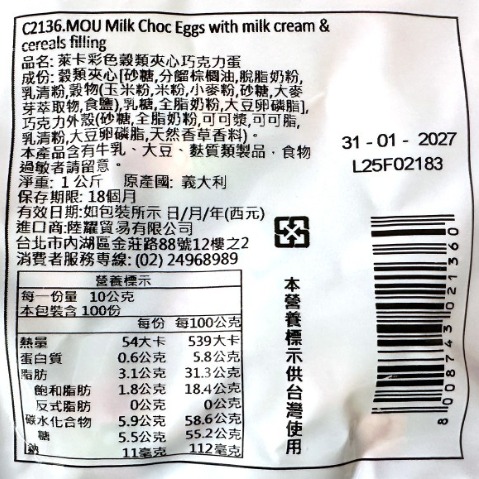 C2136.MOU Milk Choc Eggs with milk cream &
cereals filling
品名: 萊卡彩色穀類夾心巧克力蛋
成份: 穀類夾心[砂糖,分餾棕櫚油,脫脂奶粉,
乳清粉,穀物(玉米粉,米粉,小麥粉,砂糖,大麥
芽萃取物,食鹽),乳糖,全脂奶粉,大豆卵磷脂],
巧克力外殼(砂糖,全脂奶粉,可可漿,可可脂,
乳清粉,大豆卵磷脂,天然香草香料)。
本產品含有牛乳、大豆、麩質類製品,食物
過敏者請留意。
淨重: 1公斤 原產國: 義大利
保存期限: 18個月
有效日期:如包裝所示 日/月/年(西元)
進口商:陸耀貿易有限公司
台北市內湖區金莊路88號12樓之2
消費者服務專線: (02) 24968989
營養標示
每一份量 10公克
本包裝含 100份
每份 每100公克
熱量 54大卡 539大卡
蛋白質 0.6公克 5.8公克
脂肪 3.1公克 31.3公克
飽和脂肪 1.8公克 18.4公克
反式脂肪 0公克 0公克
碳水化合物 5.9公克 58.6公克
糖 5.5公克 55.2公克
鈉 11毫克 112毫克
本營養標示供台灣使用
31-01- 2027
L25F02183
8 008743 021360